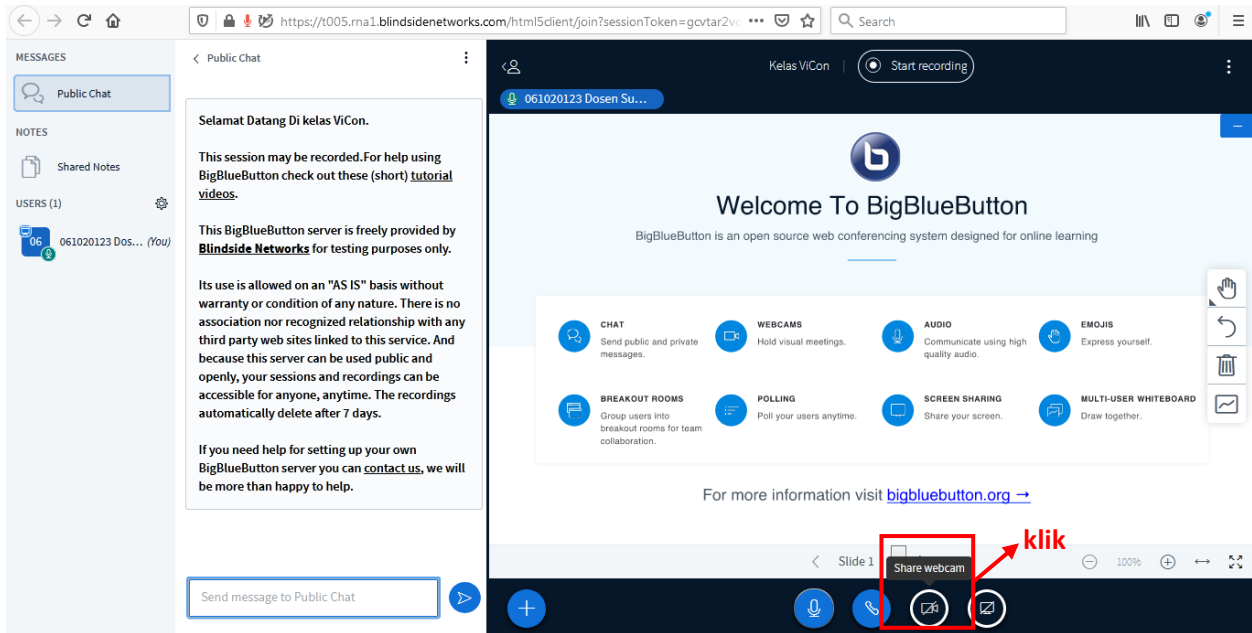 https://t005.rna1.blindsidenetworks.com/html5client/join?sessionToken=gcvtar2vc
Search
MESSAGES
Public Chat
NOTES
Shared Notes
USERS (1)
06
061020123 Dos... (You)
Public Chat
Selamat Datang Di kelas ViCon.
This session may be recorded.For help using
BigBlueButton check out these (short) tutorial
videos.
This BigBlueButton server is freely provided by
Blindside Networks for testing purposes only.
Its use is allowed on an "AS IS" basis without
warranty or condition of any nature. There is no
association nor recognized relationship with any
third party web sites linked to this service. And
because this server can be used public and
openly, your sessions and recordings can be
accessible for anyone, anytime. The recordings
automatically delete after 7 days.
If you need help for setting up your own
BigBlueButton server you can contact us, we will
be more than happy to help.
Send message to Public Chat
Kelas ViCon
Start recording
061020123 Dosen Su...
b
Welcome To BigBlueButton
BigBlueButton is an open source web conferencing system designed for online learning
CHAT
Send public and private
messages.
WEBCAMS
Hold visual meetings.
AUDIO
Communicate using high
quality audio.
EMOJIS
Express yourself.
BREAKOUT ROOMS
Group users into
breakout rooms for team
collaboration.
POLLING
Poll your users anytime.
SCREEN SHARING
Share your screen.
MULTI-USER WHITEBOARD
Draw together.
For more information visit bigbluebutton.org →
klik
Slide 1
100%
Share webcam